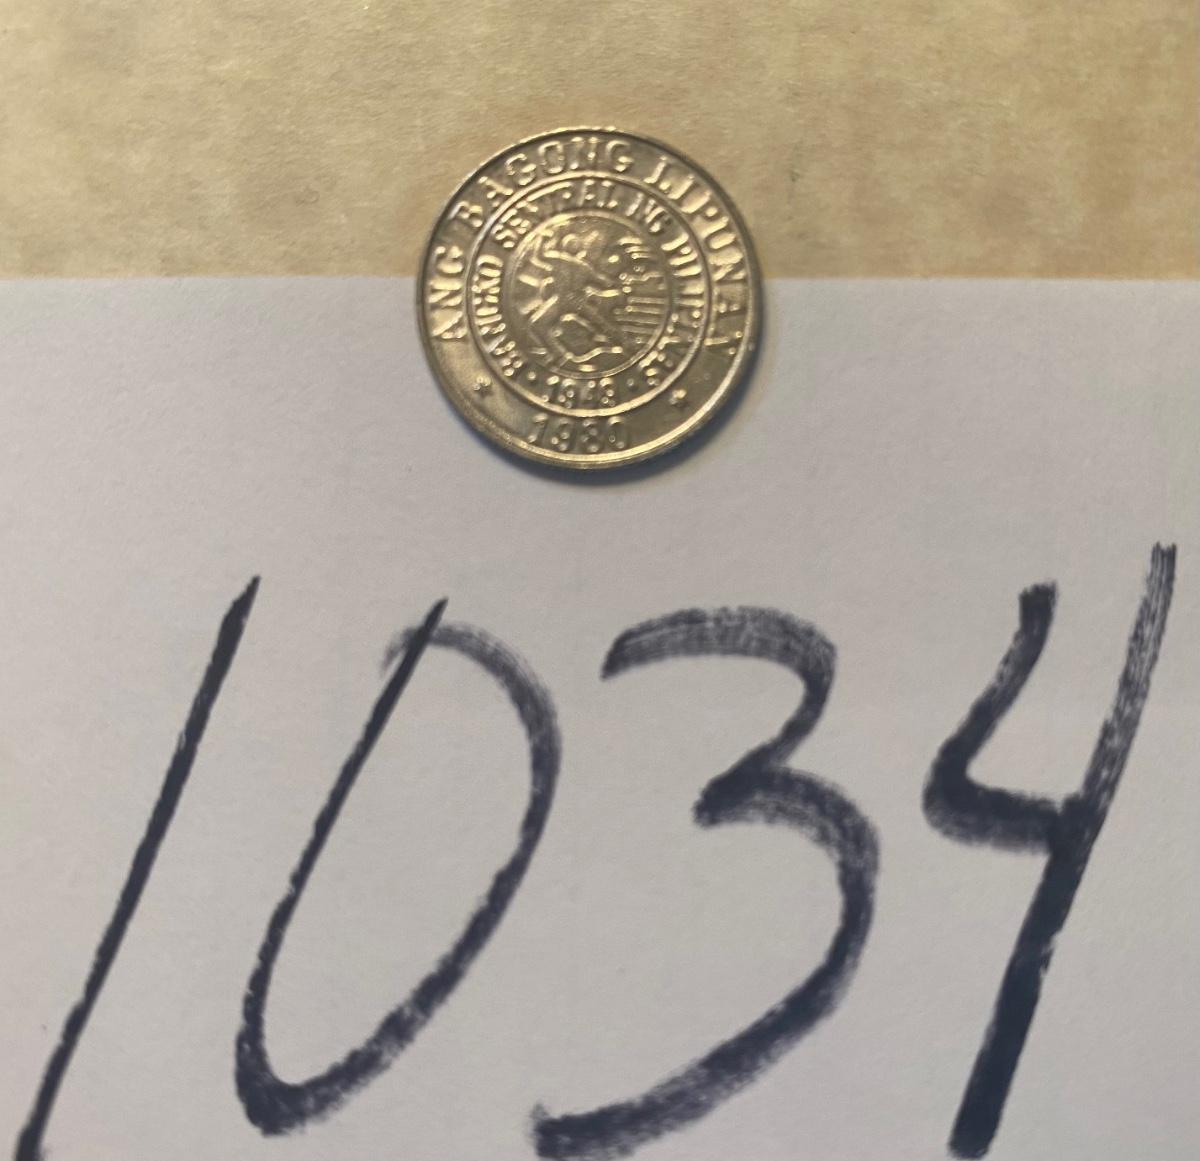 ANG BAGONG LIPUNAN
BANGKO SENTRAL NG PILIPINAS
1949
1980
1034